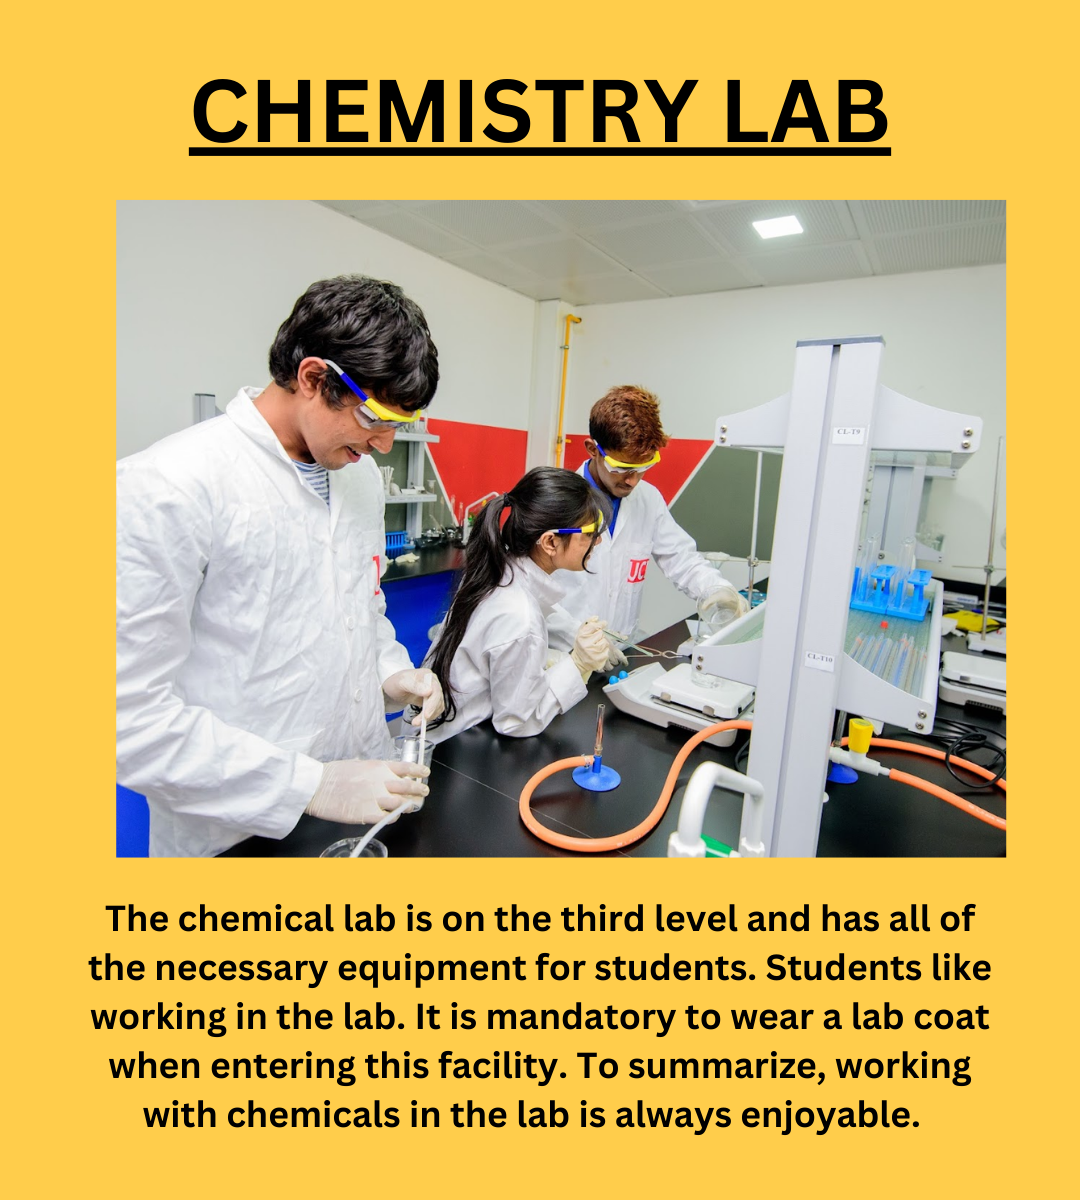 CHEMISTRY LAB
CL-T9
UC
CL-T10
The chemical lab is on the third level and has all of
the necessary equipment for students. Students like
working in the lab. It is mandatory to wear a lab coat
when entering this facility. To summarize, working
with chemicals in the lab is always enjoyable.